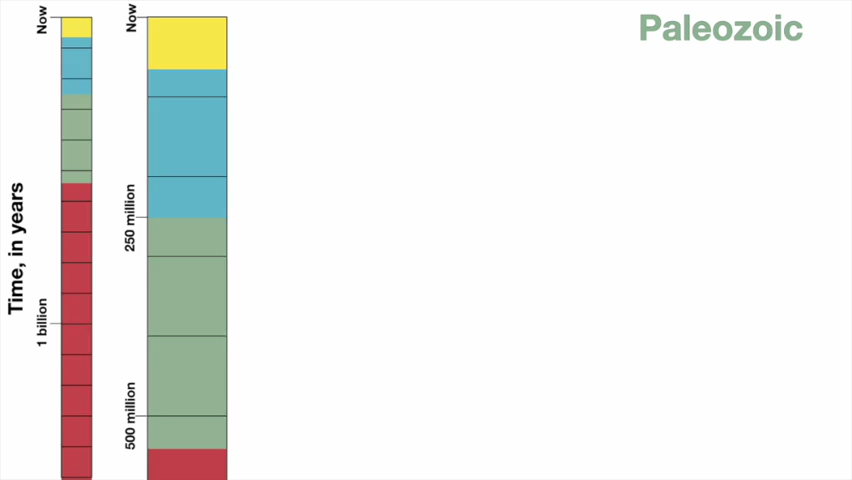 Paleozoic
Time, in years
Now
1 billion
Now
250 million
500 million